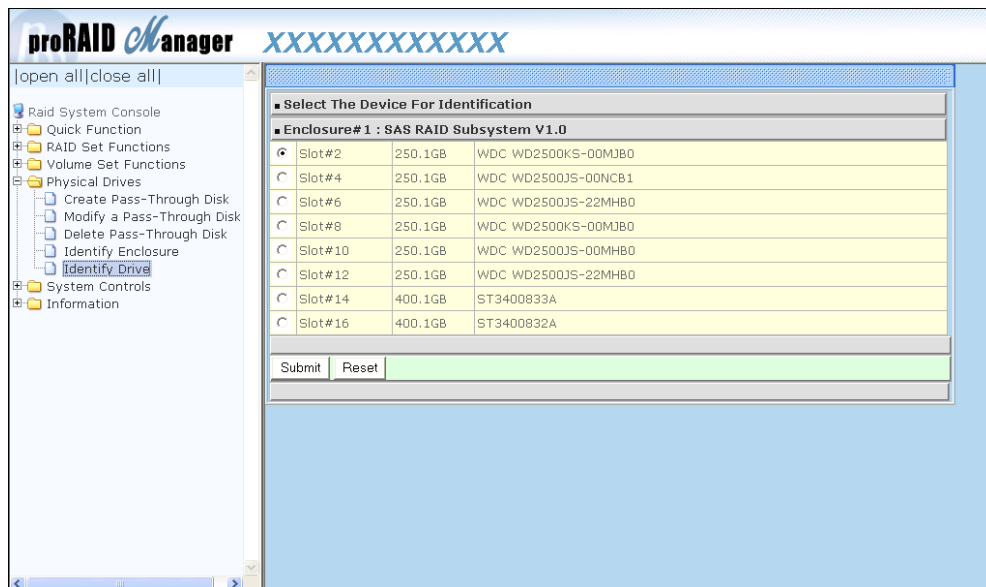 proRAID Manager XXXXXXXXXXXX
|open all|close all|
Raid System Console
Quick Function
RAID Set Functions
Volume Set Functions
Physical Drives
Create Pass-Through Disk
Modify a Pass-Through Disk
Delete Pass-Through Disk
Identify Enclosure
Identify Drive
System Controls
Information
Select The Device For Identification
Enclosure#1 : SAS RAID Subsystem V1.0
Slot#2 250.1GB WDC WD2500KS-00MJB0
Slot#4 250.1GB WDC WD2500JS-00NCB1
Slot#6 250.1GB WDC WD2500JS-22MHB0
Slot#8 250.1GB WDC WD2500KS-00MJB0
Slot#10 250.1GB WDC WD2500JS-00MHB0
Slot#12 250.1GB WDC WD2500JS-22MHB0
Slot#14 400.1GB ST3400833A
Slot#16 400.1GB ST3400832A
Submit Reset